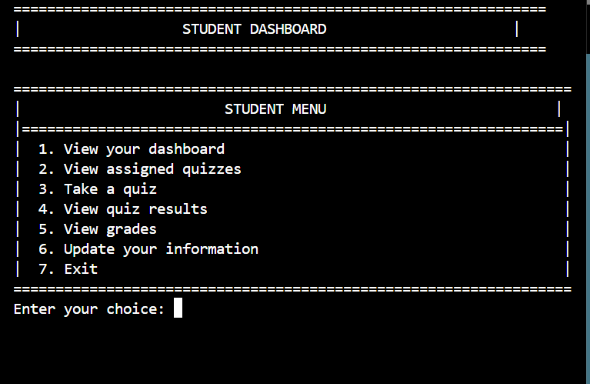 ===============================================================
|                   STUDENT DASHBOARD                      |
===============================================================
==================================================================
|                        STUDENT MENU                           |
|================================================================|
|  1. View your dashboard                                        |
|  2. View assigned quizzes                                      |
|  3. Take a quiz                                                |
|  4. View quiz results                                          |
|  5. View grades                                                |
|  6. Update your information                                    |
|  7. Exit                                                       |
==================================================================
Enter your choice: